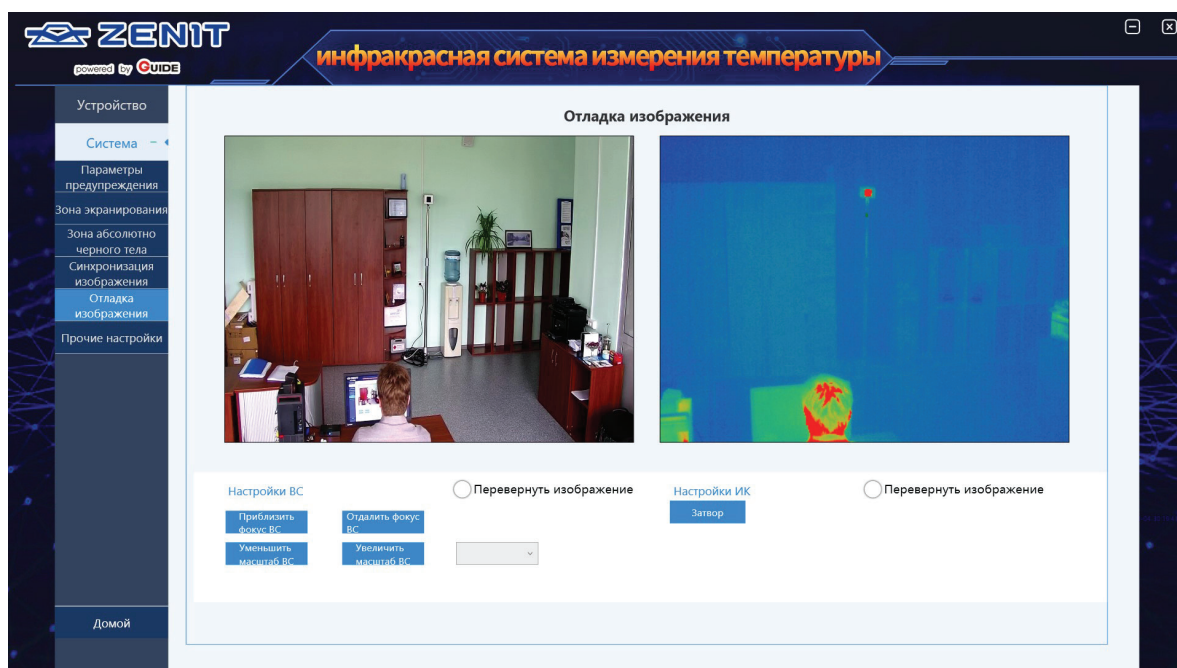 ZENIT
powered by GUIDE
инфракрасная система измерения температуры
Устройство
Система
Параметры
предупреждения
Зона экранирования
Зона абсолютно
черного тела
Синхронизация
изображения
Отладка
изображения
Прочие настройки
Домой
Отладка изображения
Настройки ВС
Перевернуть изображение
Приблизить
фокус ВС
Отдалить фокус
ВС
Уменьшить
масштаб ВС
Увеличить
масштаб ВС
Настройки ИК
Перевернуть изображение
Затвор